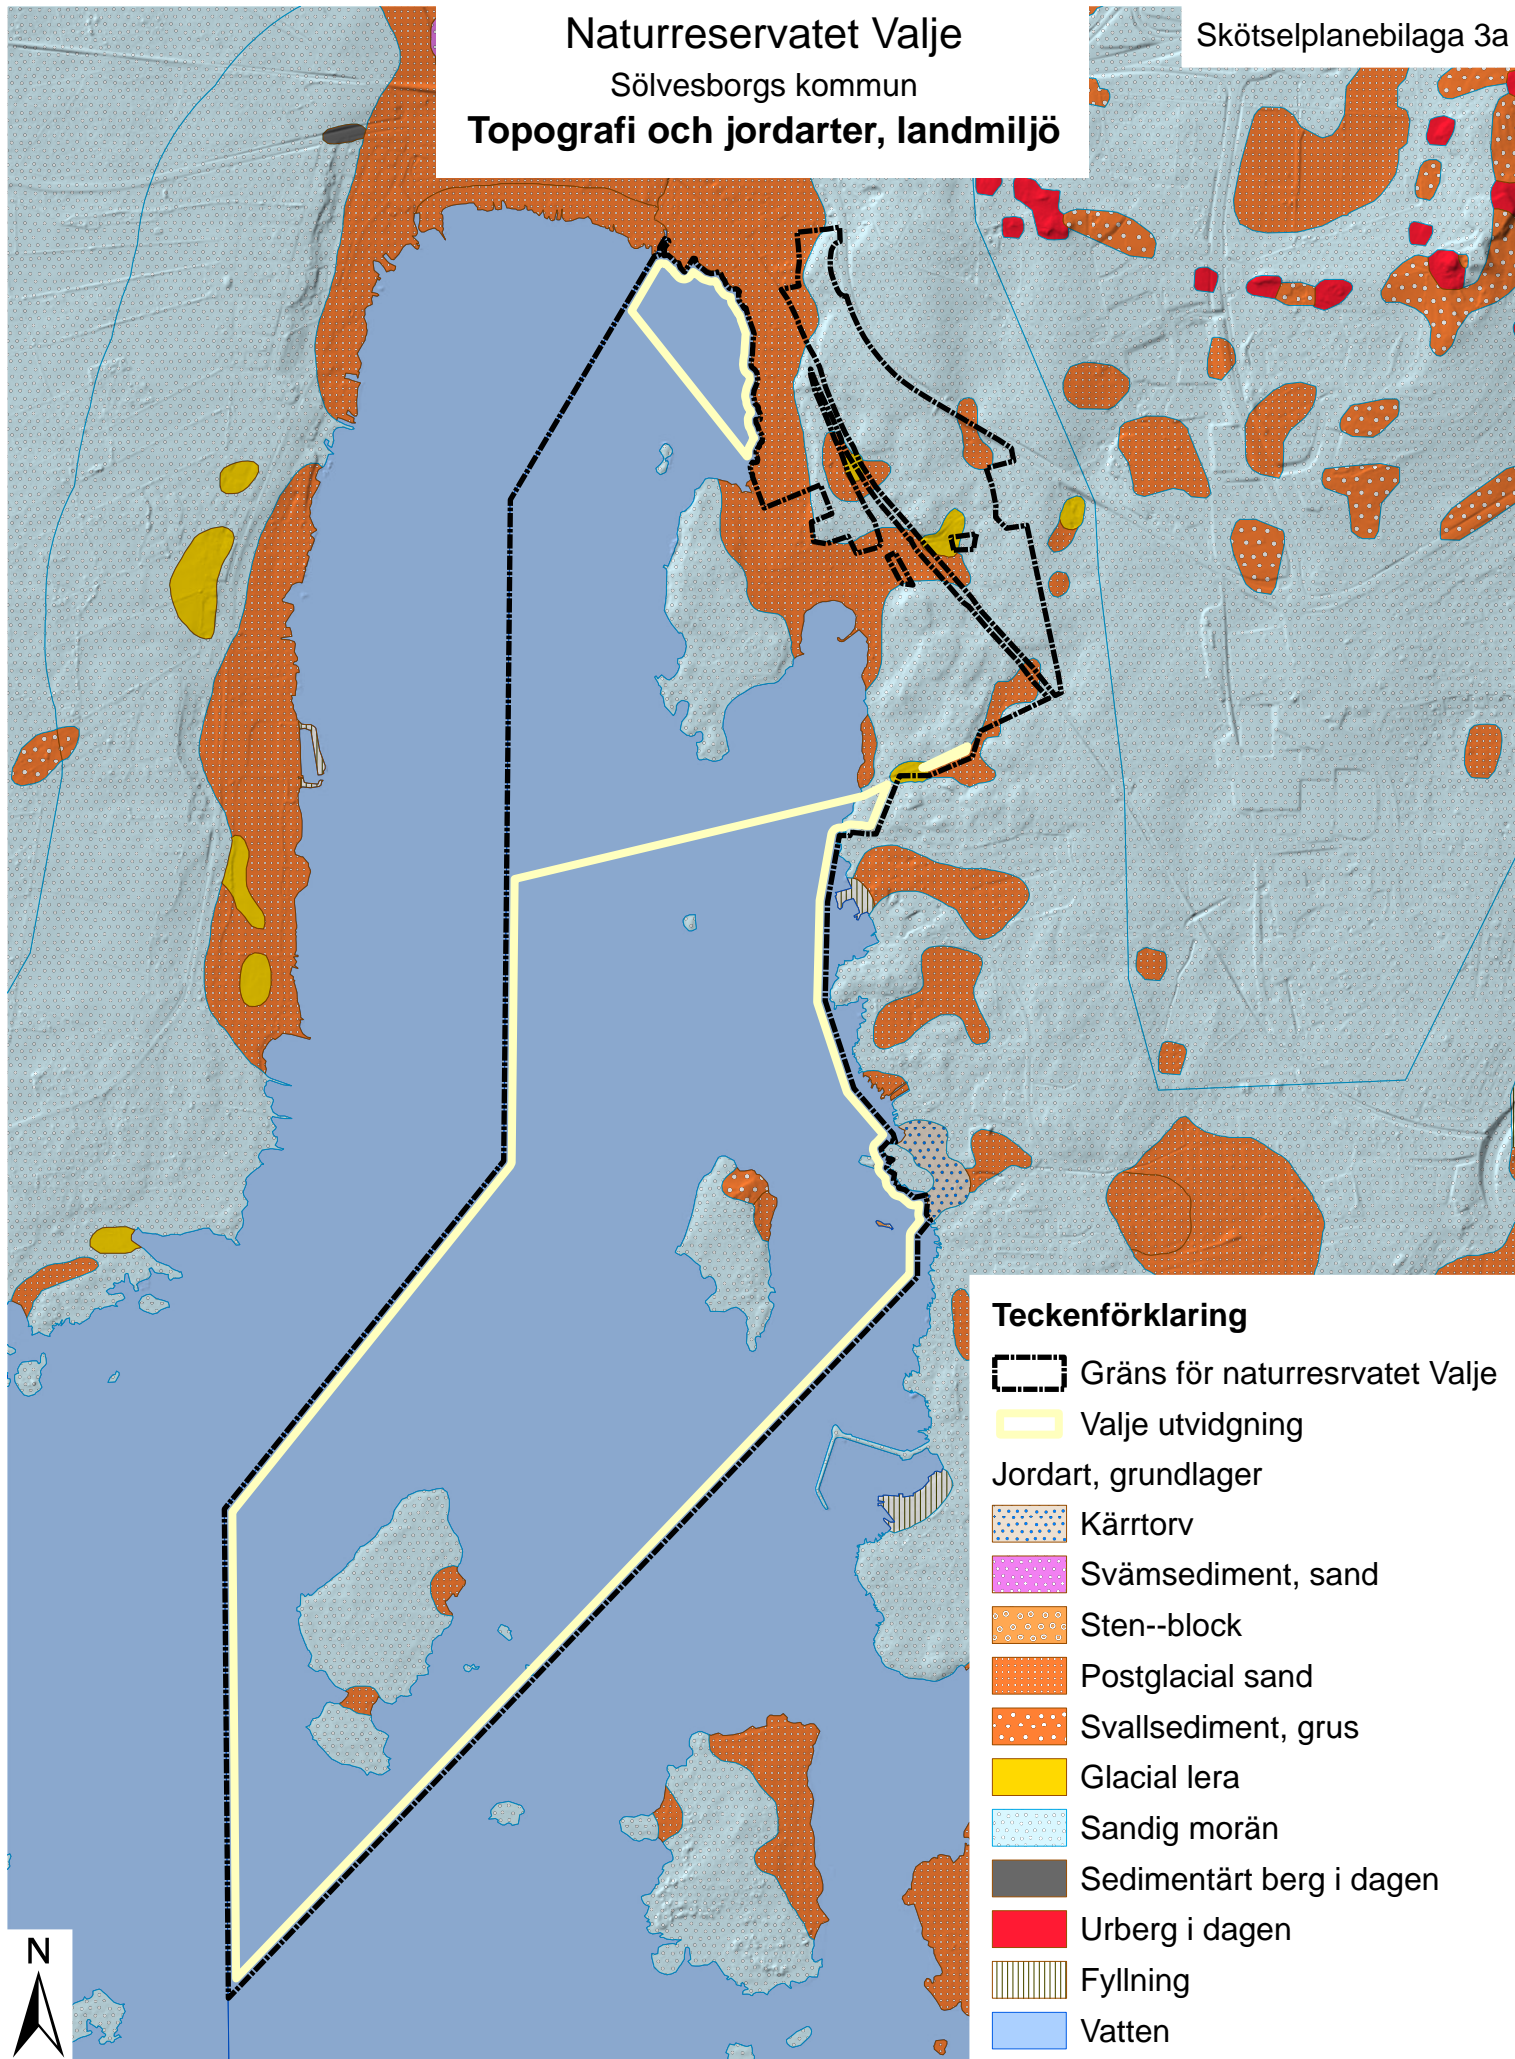 Naturreservatet Valje
Skötselplanebilaga 3a
Sölvesborgs kommun
Topografi och jordarter, landmiljö
Teckenförklaring
Gräns för naturresrvatet Valje
Valje utvidgning
Jordart, grundlager
Kärrtorv
Svämsediment, sand
Sten--block
Postglacial sand
Svallsediment, grus
Glacial lera
Sandig morän
Sedimentärt berg i dagen
Urberg i dagen
Fyllning
Vatten
N